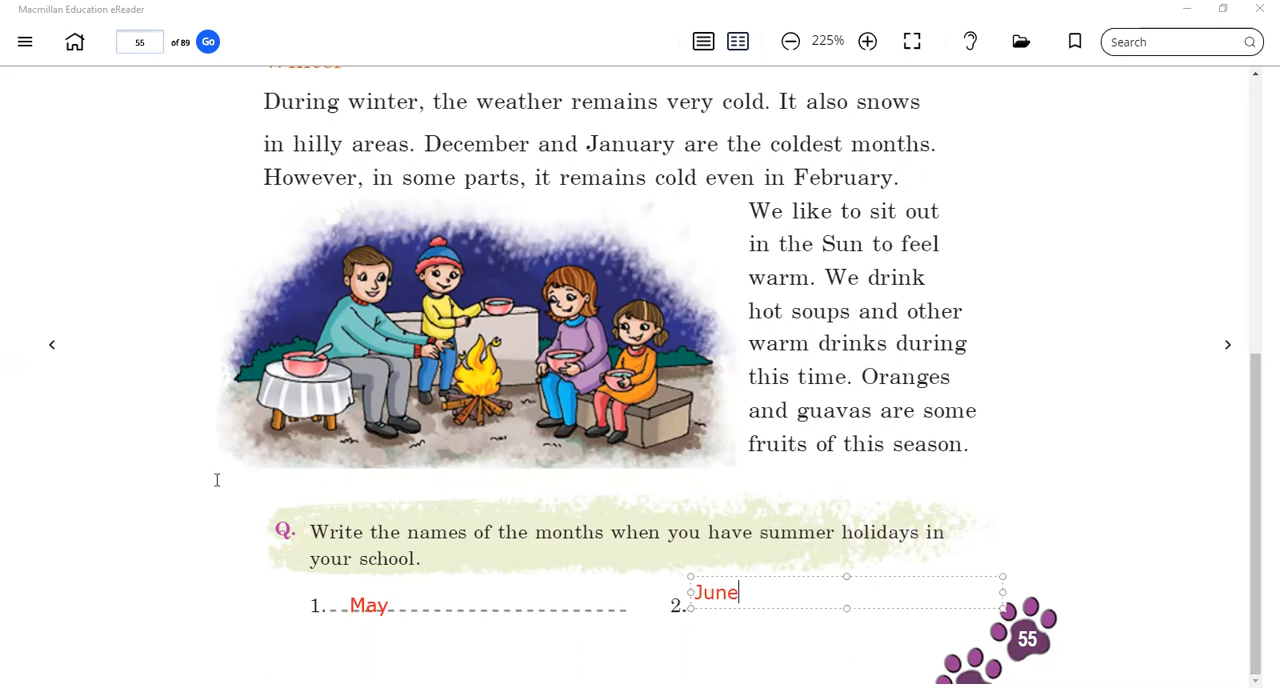 Macmillan Education eReader
55 of 89 Go 225% Search
Winter
During winter, the weather remains very cold. It also snows
in hilly areas. December and January are the coldest months.
However, in some parts, it remains cold even in February.
We like to sit out
in the Sun to feel
warm. We drink
hot soups and other
warm drinks during
this time. Oranges
and guavas are some
fruits of this season.
Q. Write the names of the months when you have summer holidays in
your school.
1. May 2. June
55